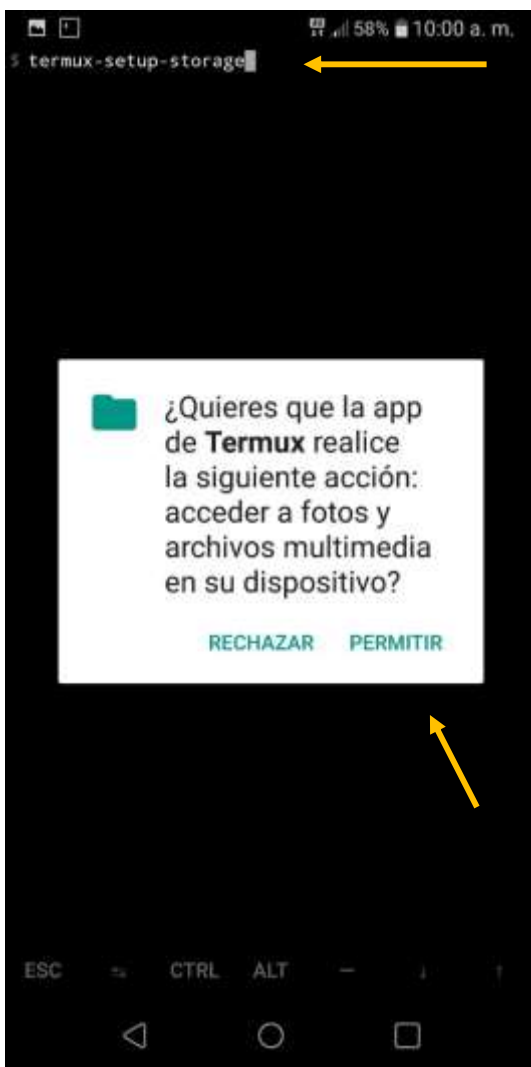 58% 10:00 a. m.
$ termux-setup-storage
¿Quieres que la app
de Termux realice
la siguiente acción:
acceder a fotos y
archivos multimedia
en su dispositivo?
RECHAZAR PERMITIR
ESC CTRL ALT — ↓ ↑